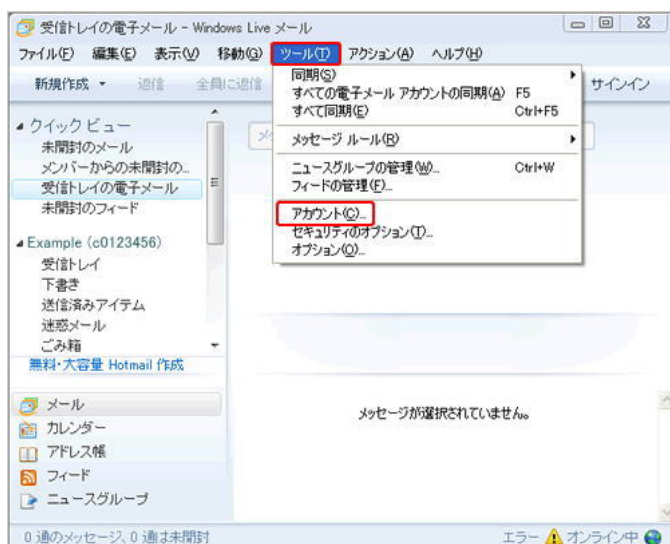 受信トレイの電子メール - Windows Live メール
ファイル(F) 編集(E) 表示(V) 移動(G) ツール(T) アクション(A) ヘルプ(H)
新規作成 返信 全員に返信 サインイン
同期(S)
すべての電子メール アカウントの同期(A) F5
すべて同期(E) Ctrl+F5
メッセージ ルール(R)
ニュースグループの管理(W)... Ctrl+W
フィードの管理(F)...
アカウント(C)...
セキュリティのオプション(T)...
オプション(O)...
クイック ビュー
未開封のメール
メンバーからの未開封の...
受信トレイの電子メール
未開封のフィード
Example (c0123456)
受信トレイ
下書き
送信済みアイテム
迷惑メール
ごみ箱
無料・大容量 Hotmail 作成
メール
カレンダー
アドレス帳
フィード
ニュースグループ
メッセージが選択されていません。
0 通のメッセージ、0 通は未開封 エラー オンライン中